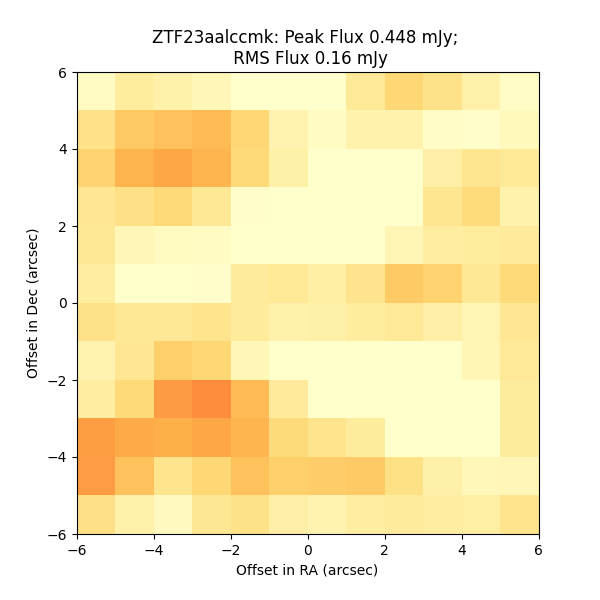 ZTF23aalccmk: Peak Flux 0.448 mJy;
RMS Flux 0.16 mJy
6
4
2
0
−2
−4
−6
Offset in Dec (arcsec)
−6 −4 −2 0 2 4 6
Offset in RA (arcsec)